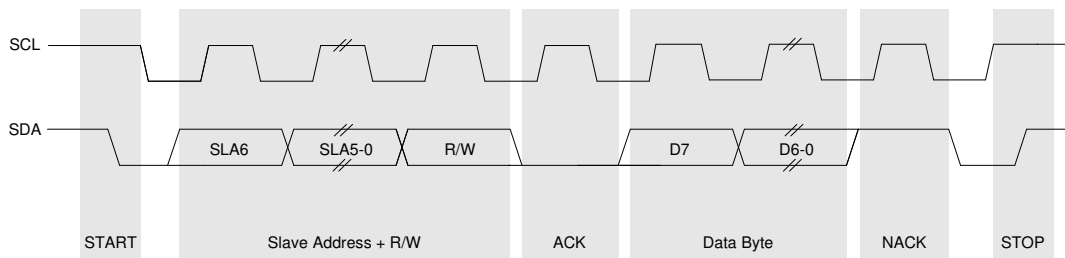 SCL
SDA
SLA6 SLA5-0 R/W D7 D6-0
START Slave Address + R/W ACK Data Byte NACK STOP